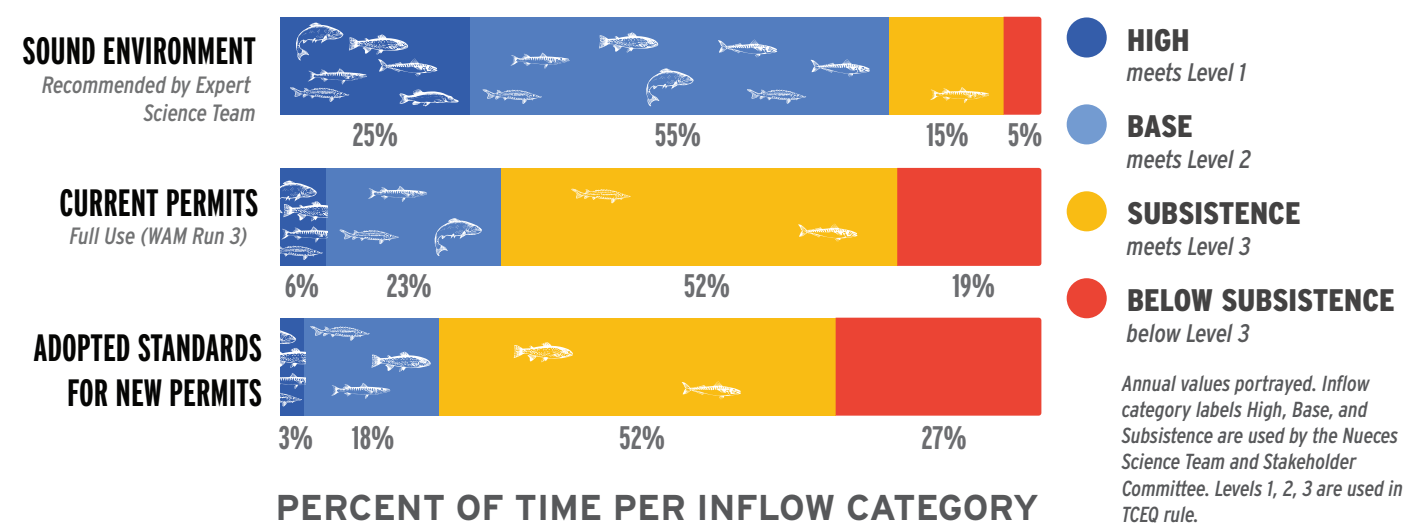 SOUND ENVIRONMENT
Recommended by Expert
Science Team
25%
55%
15%
5%
CURRENT PERMITS
Full Use (WAM Run 3)
6%
23%
52%
19%
ADOPTED STANDARDS
FOR NEW PERMITS
3%
18%
52%
27%
PERCENT OF TIME PER INFLOW CATEGORY
HIGH
meets Level 1
BASE
meets Level 2
SUBSISTENCE
meets Level 3
BELOW SUBSISTENCE
below Level 3
Annual values portrayed. Inflow
category labels High, Base, and
Subsistence are used by the Nueces
Science Team and Stakeholder
Committee. Levels 1, 2, 3 are used in
TCEQ rule.